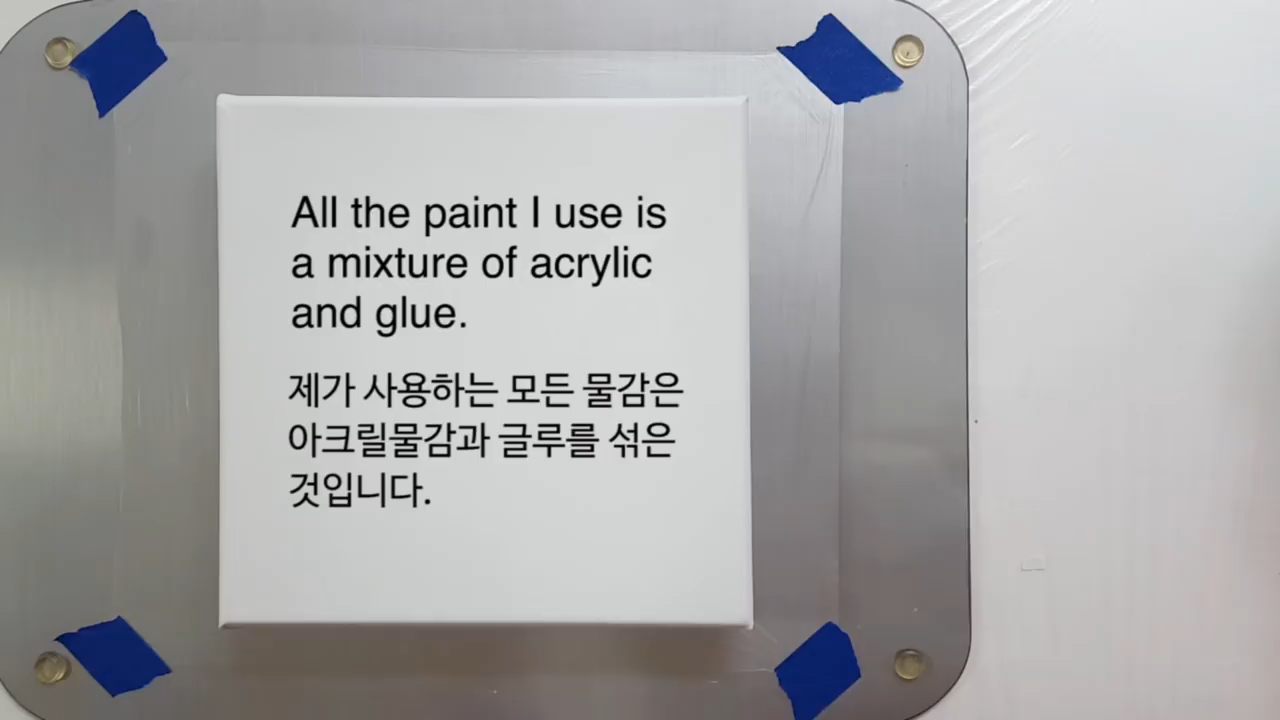 All the paint I use is
a mixture of acrylic
and glue.
제가 사용하는 모든 물감은
아크릴물감과 글루를 섞은
것입니다.